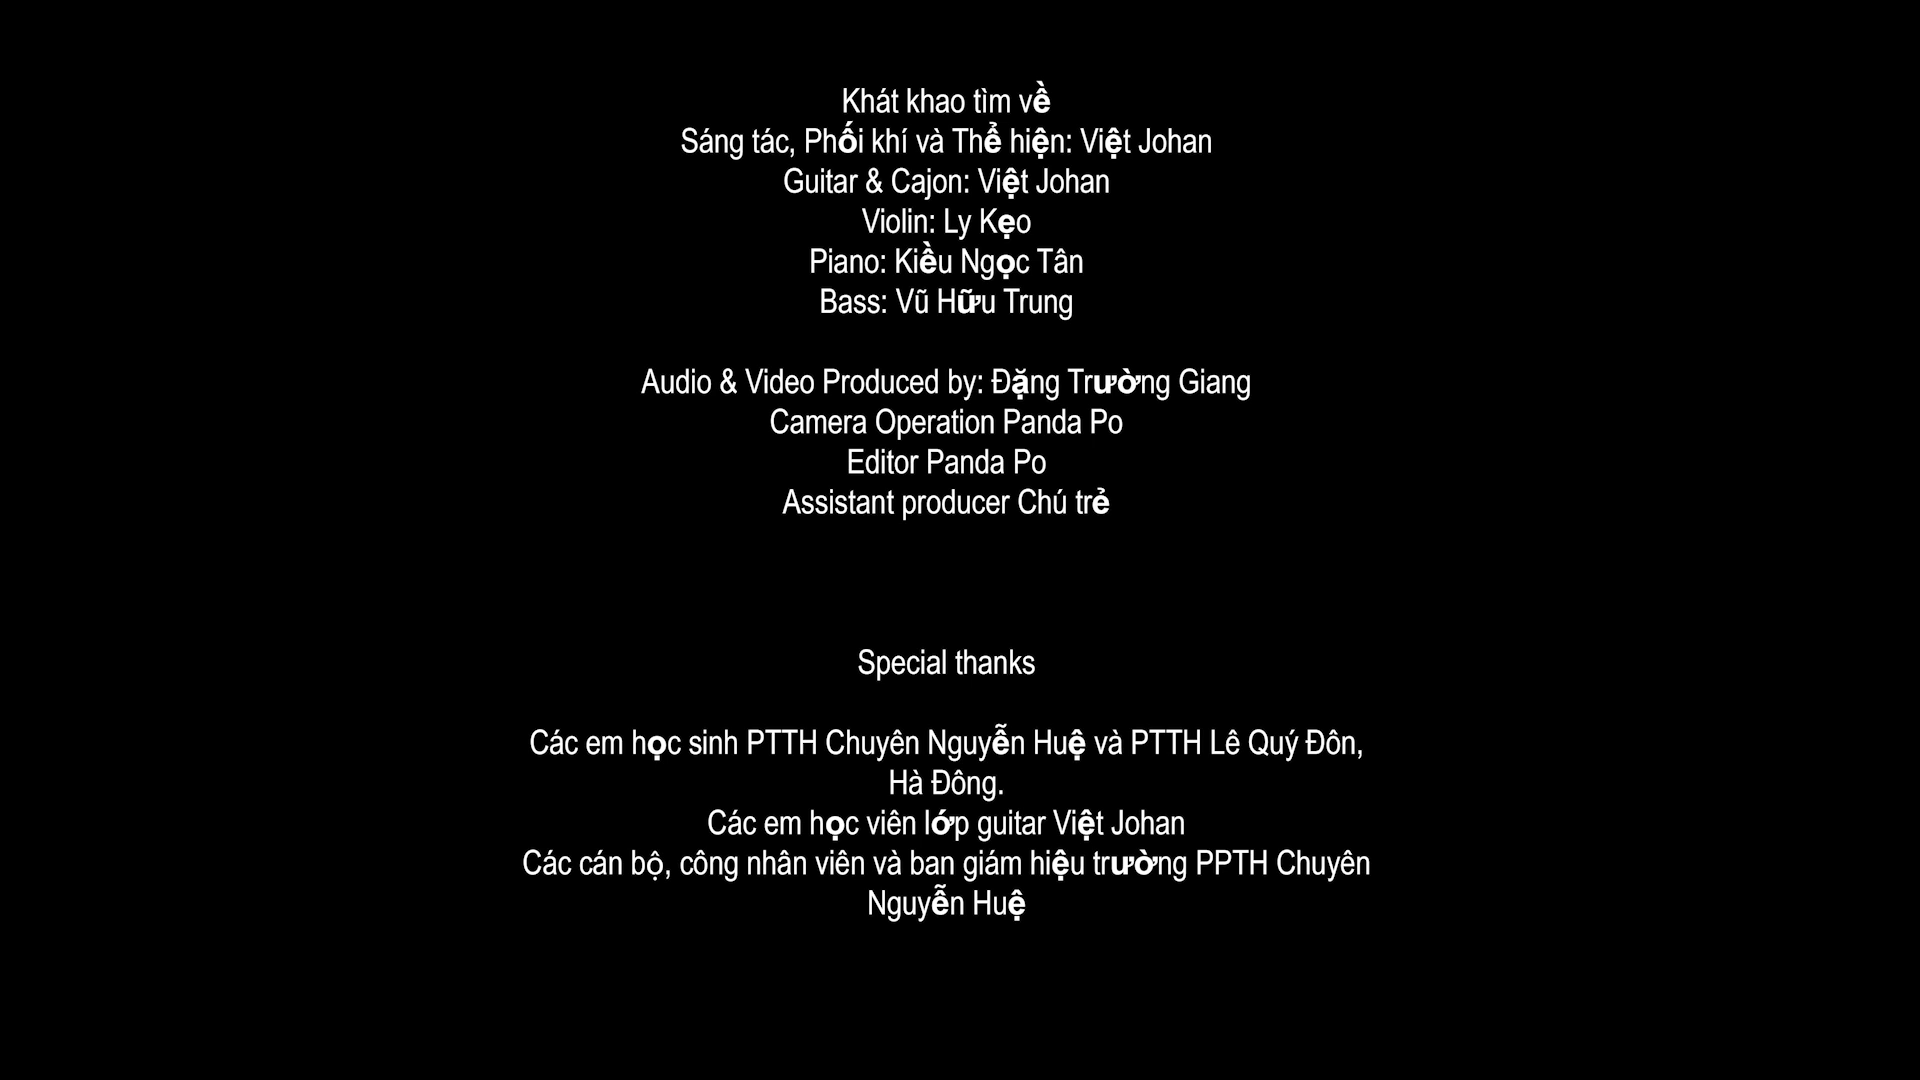 Khát khao tìm về
Sáng tác, Phối khí và Thể hiện: Việt Johan
Guitar & Cajon: Việt Johan
Violin: Ly Kẹo
Piano: Kiều Ngọc Tân
Bass: Vũ Hữu Trung
Audio & Video Produced by: Đặng Trường Giang
Camera Operation Panda Po
Editor Panda Po
Assistant producer Chú trẻ
Special thanks
Các em học sinh PTTH Chuyên Nguyễn Huệ và PTTH Lê Quý Đôn,
Hà Đông.
Các em học viên lớp guitar Việt Johan
Các cán bộ, công nhân viên và ban giám hiệu trường PPTH Chuyên
Nguyễn Huệ